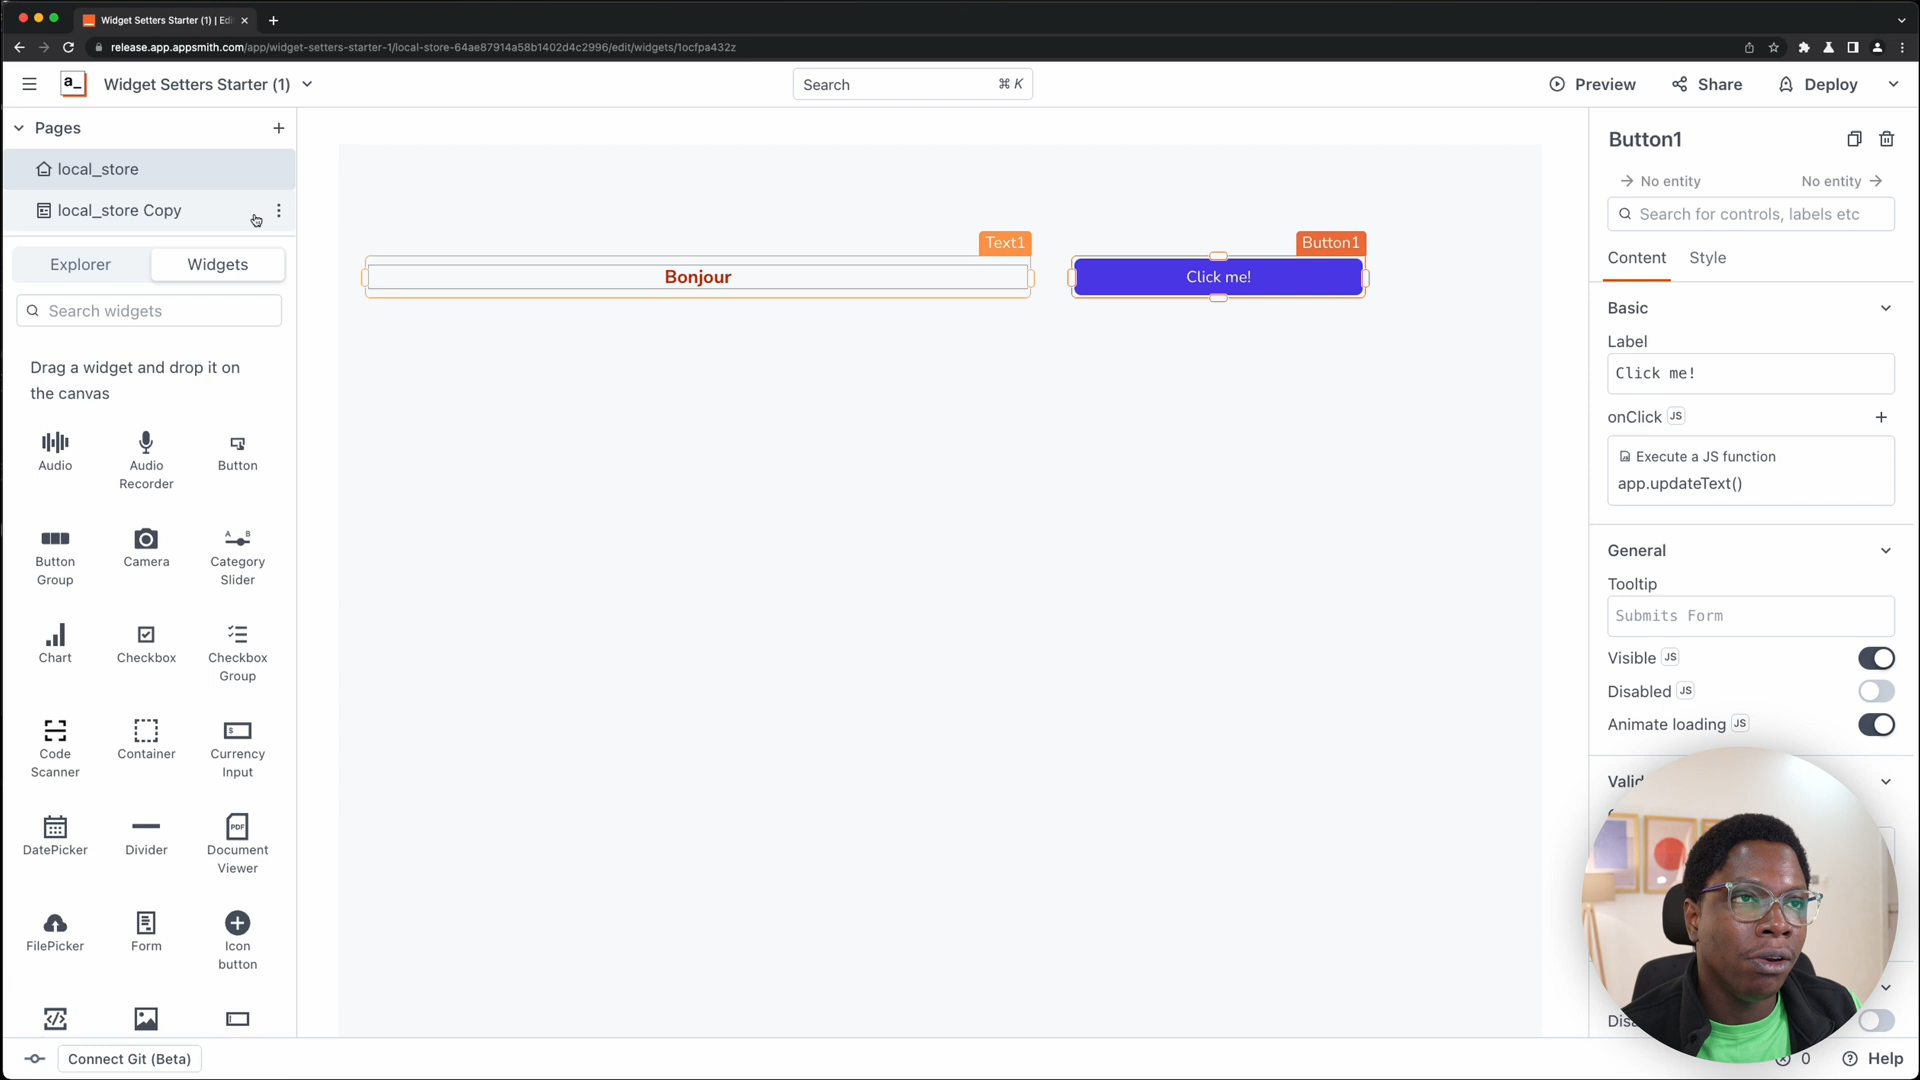 Widget Setters Starter (1) | Edi
release.app.appsmith.com/app/widget-setters-starter-1/local-store-64ae87914a58b1402d4c2996/edit/widgets/1ocfpa432z
a_
Widget Setters Starter (1)
Search
⌘ K
Preview
Share
Deploy
Pages
local_store
local_store Copy
Explorer
Widgets
Search widgets
Drag a widget and drop it on
the canvas
Audio
Audio
Recorder
Button
Button
Group
Camera
Category
Slider
Chart
Checkbox
Checkbox
Group
Code
Scanner
Container
Currency
Input
DatePicker
Divider
PDF
Document
Viewer
FilePicker
Form
Icon
button
Connect Git (Beta)
Text1
Bonjour
Button1
Click me!
Button1
No entity
No entity
Search for controls, labels etc
Content
Style
Basic
Label
Click me!
onClick JS
Execute a JS function
app.updateText()
General
Tooltip
Submits Form
Visible JS
Disabled JS
Animate loading JS
Valid
Disa
0
Help